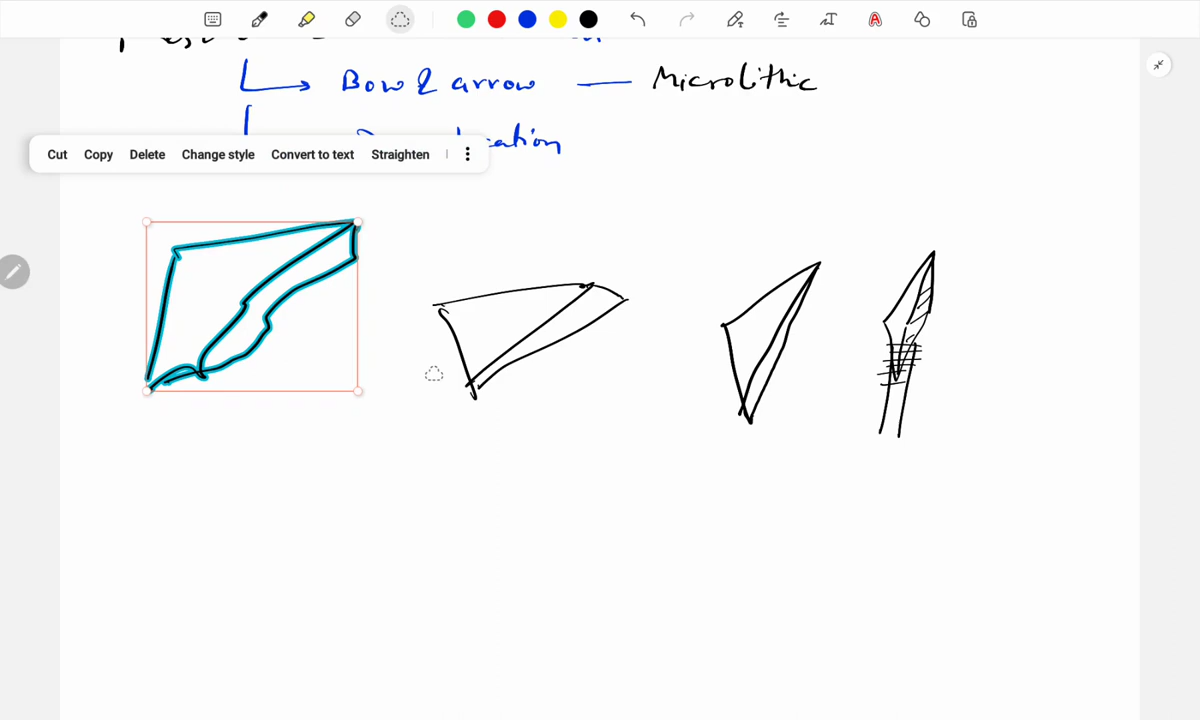 Bow & arrow — Microlithic
Cut Copy Delete Change style Convert to text Straighten